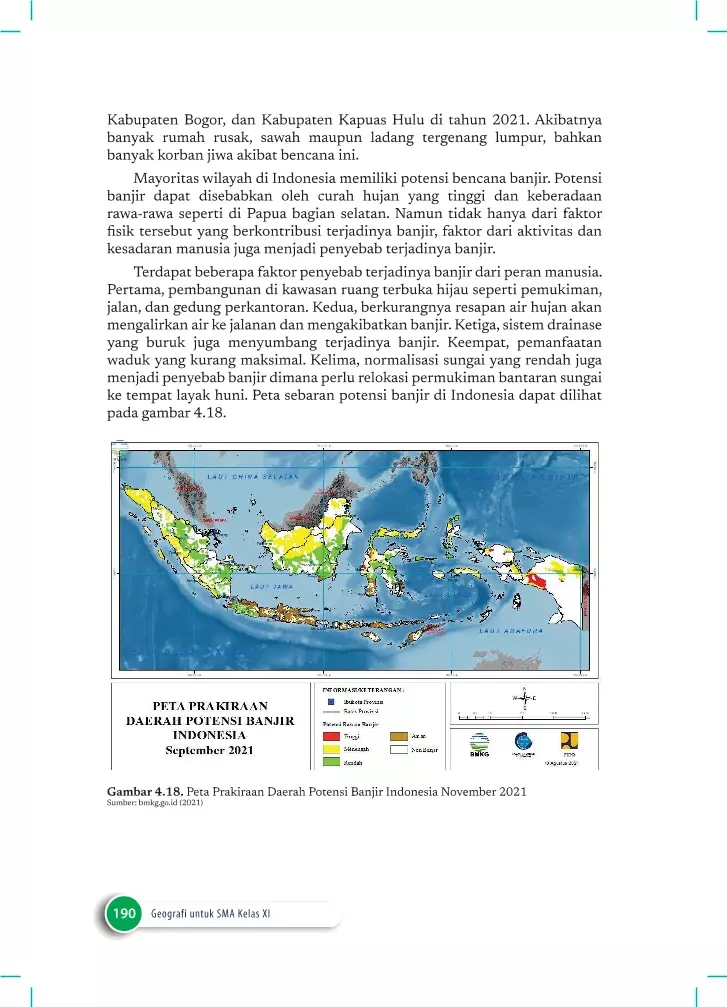 Kabupaten Bogor, dan Kabupaten Kapuas Hulu di tahun 2021. Akibatnya
banyak rumah rusak, sawah maupun ladang tergenang lumpur, bahkan
banyak korban jiwa akibat bencana ini.
Mayoritas wilayah di Indonesia memiliki potensi bencana banjir. Potensi
banjir dapat disebabkan oleh curah hujan yang tinggi dan keberadaan
rawa-rawa seperti di Papua bagian selatan. Namun tidak hanya dari faktor
fisik tersebut yang berkontribusi terjadinya banjir, faktor dari aktivitas dan
kesadaran manusia juga menjadi penyebab terjadinya banjir.
Terdapat beberapa faktor penyebab terjadinya banjir dari peran manusia.
Pertama, pembangunan di kawasan ruang terbuka hijau seperti pemukiman,
jalan, dan gedung perkantoran. Kedua, berkurangnya resapan air hujan akan
mengalirkan air ke jalanan dan mengakibatkan banjir. Ketiga, sistem drainase
yang buruk juga menyumbang terjadinya banjir. Keempat, pemanfaatan
waduk yang kurang maksimal. Kelima, normalisasi sungai yang rendah juga
menjadi penyebab banjir dimana perlu relokasi permukiman bantaran sungai
ke tempat layak huni. Peta sebaran potensi banjir di Indonesia dapat dilihat
pada gambar 4.18.
LAUT CHINA SELATAN
LAUT JAWA
LAUT ARAFURA
PETA PRAKIRAAN
DAERAH POTENSI BANJIR
INDONESIA
September 2021
INFORMASI/KETERANGAN :
Ibukota Provinsi
Batas Provinsi
Potensi Rawan Banjir
Tinggi
Menengah
Rendah
Aman
Non Banjir
N
W
E
S
BMKG
10 Agustus 2021
Gambar 4.18. Peta Prakiraan Daerah Potensi Banjir Indonesia November 2021
Sumber: bmkg.go.id (2021)
190 Geografi untuk SMA Kelas XI